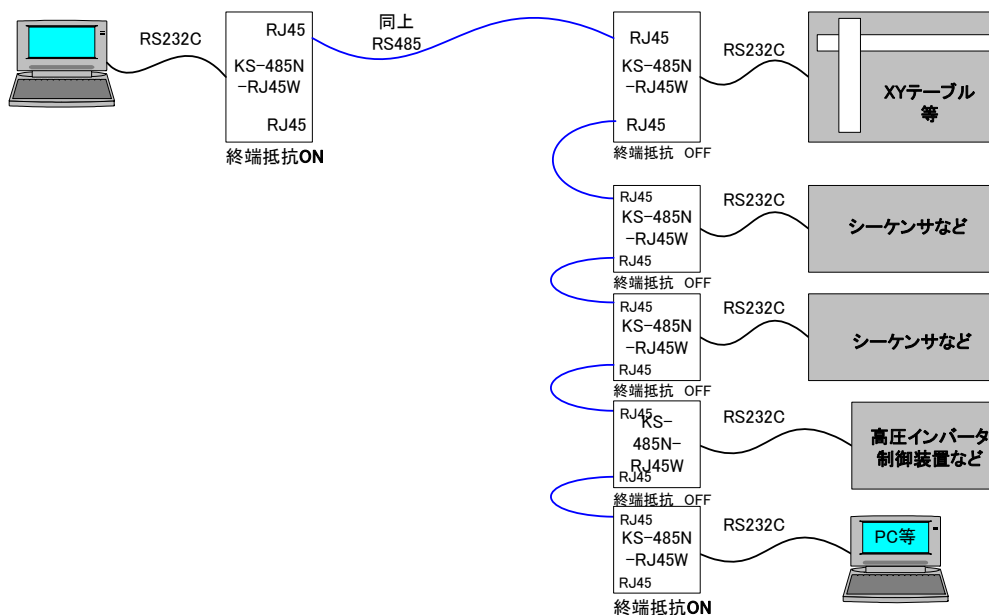 RS232C
RJ45
KS-485N
-RJ45W
RJ45
終端抵抗ON
同上
RS485
RJ45
KS-485N
-RJ45W
RJ45
終端抵抗 OFF
RS232C
XYテーブル
等
RJ45
KS-485N
-RJ45W
RJ45
終端抵抗 OFF
RS232C
シーケンサなど
RJ45
KS-485N
-RJ45W
RJ45
終端抵抗 OFF
RS232C
シーケンサなど
RJ45
KS-
485N-
RJ45W
RJ45
終端抵抗 OFF
RS232C
高圧インバータ
制御装置など
RJ45
KS-485N
-RJ45W
RJ45
終端抵抗ON
RS232C
PC等